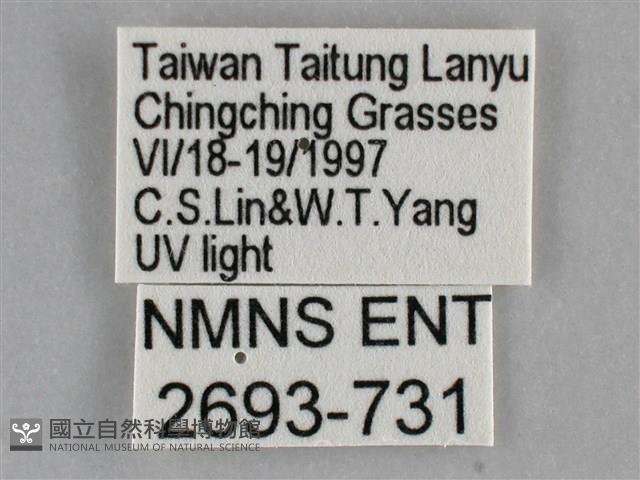 Taiwan Taitung Lanyu
Chingching Grasses
VI/18-19/1997
C.S.Lin&W.T.Yang
UV light
NMNS ENT
2693-731
國立自然科學博物館
NATIONAL MUSEUM OF NATURAL SCIENCE